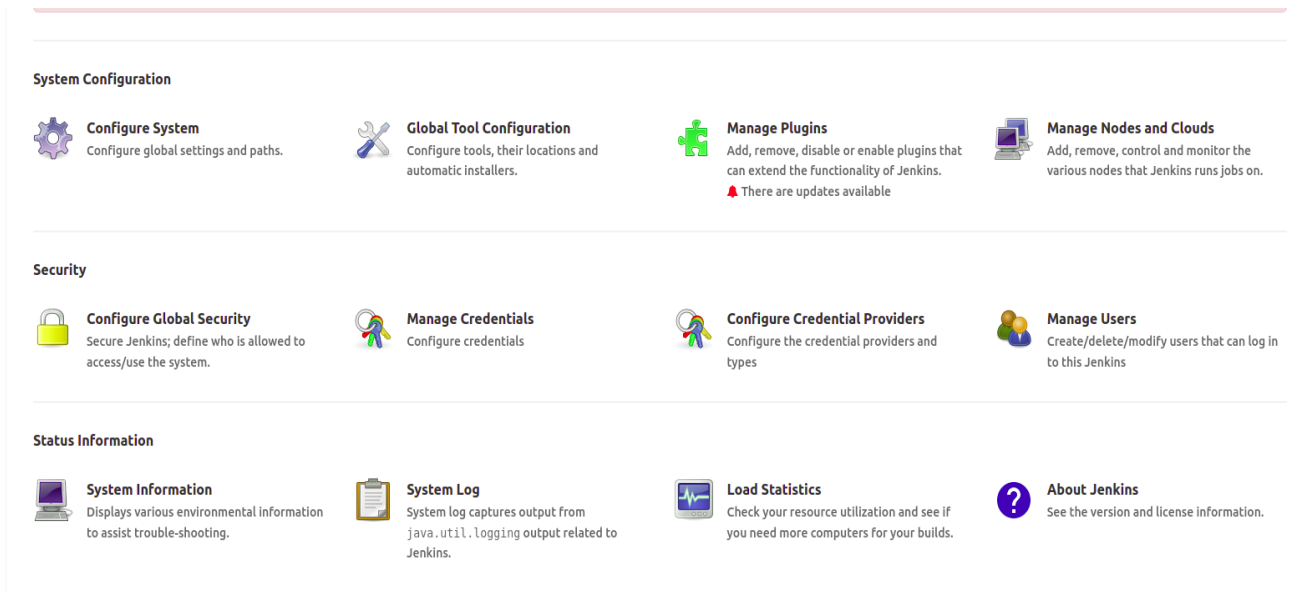 System Configuration
Configure System
Configure global settings and paths.
Global Tool Configuration
Configure tools, their locations and
automatic installers.
Manage Plugins
Add, remove, disable or enable plugins that
can extend the functionality of Jenkins.
There are updates available
Manage Nodes and Clouds
Add, remove, control and monitor the
various nodes that Jenkins runs jobs on.
Security
Configure Global Security
Secure Jenkins; define who is allowed to
access/use the system.
Manage Credentials
Configure credentials
Configure Credential Providers
Configure the credential providers and
types
Manage Users
Create/delete/modify users that can log in
to this Jenkins
Status Information
System Information
Displays various environmental information
to assist trouble-shooting.
System Log
System log captures output from
java.util.logging output related to
Jenkins.
Load Statistics
Check your resource utilization and see if
you need more computers for your builds.
About Jenkins
See the version and license information.